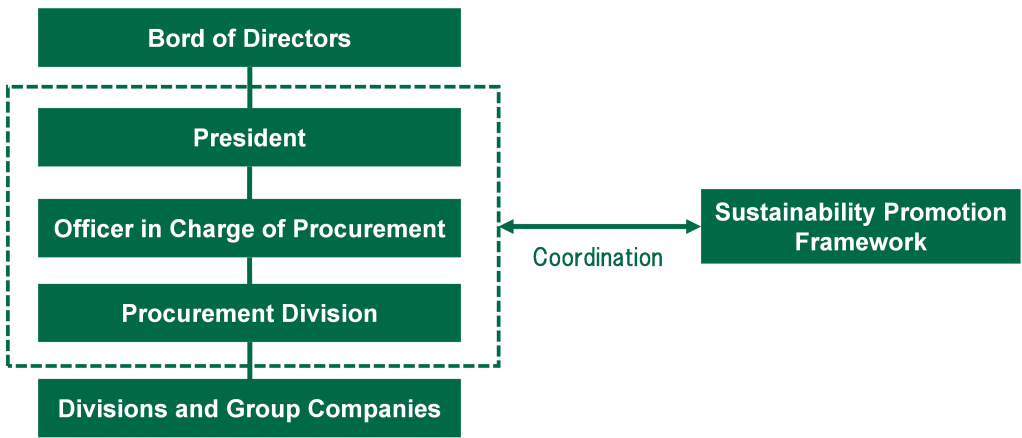 Bord of Directors
President
Officer in Charge of Procurement
Procurement Division
Divisions and Group Companies
Coordination
Sustainability Promotion
Framework